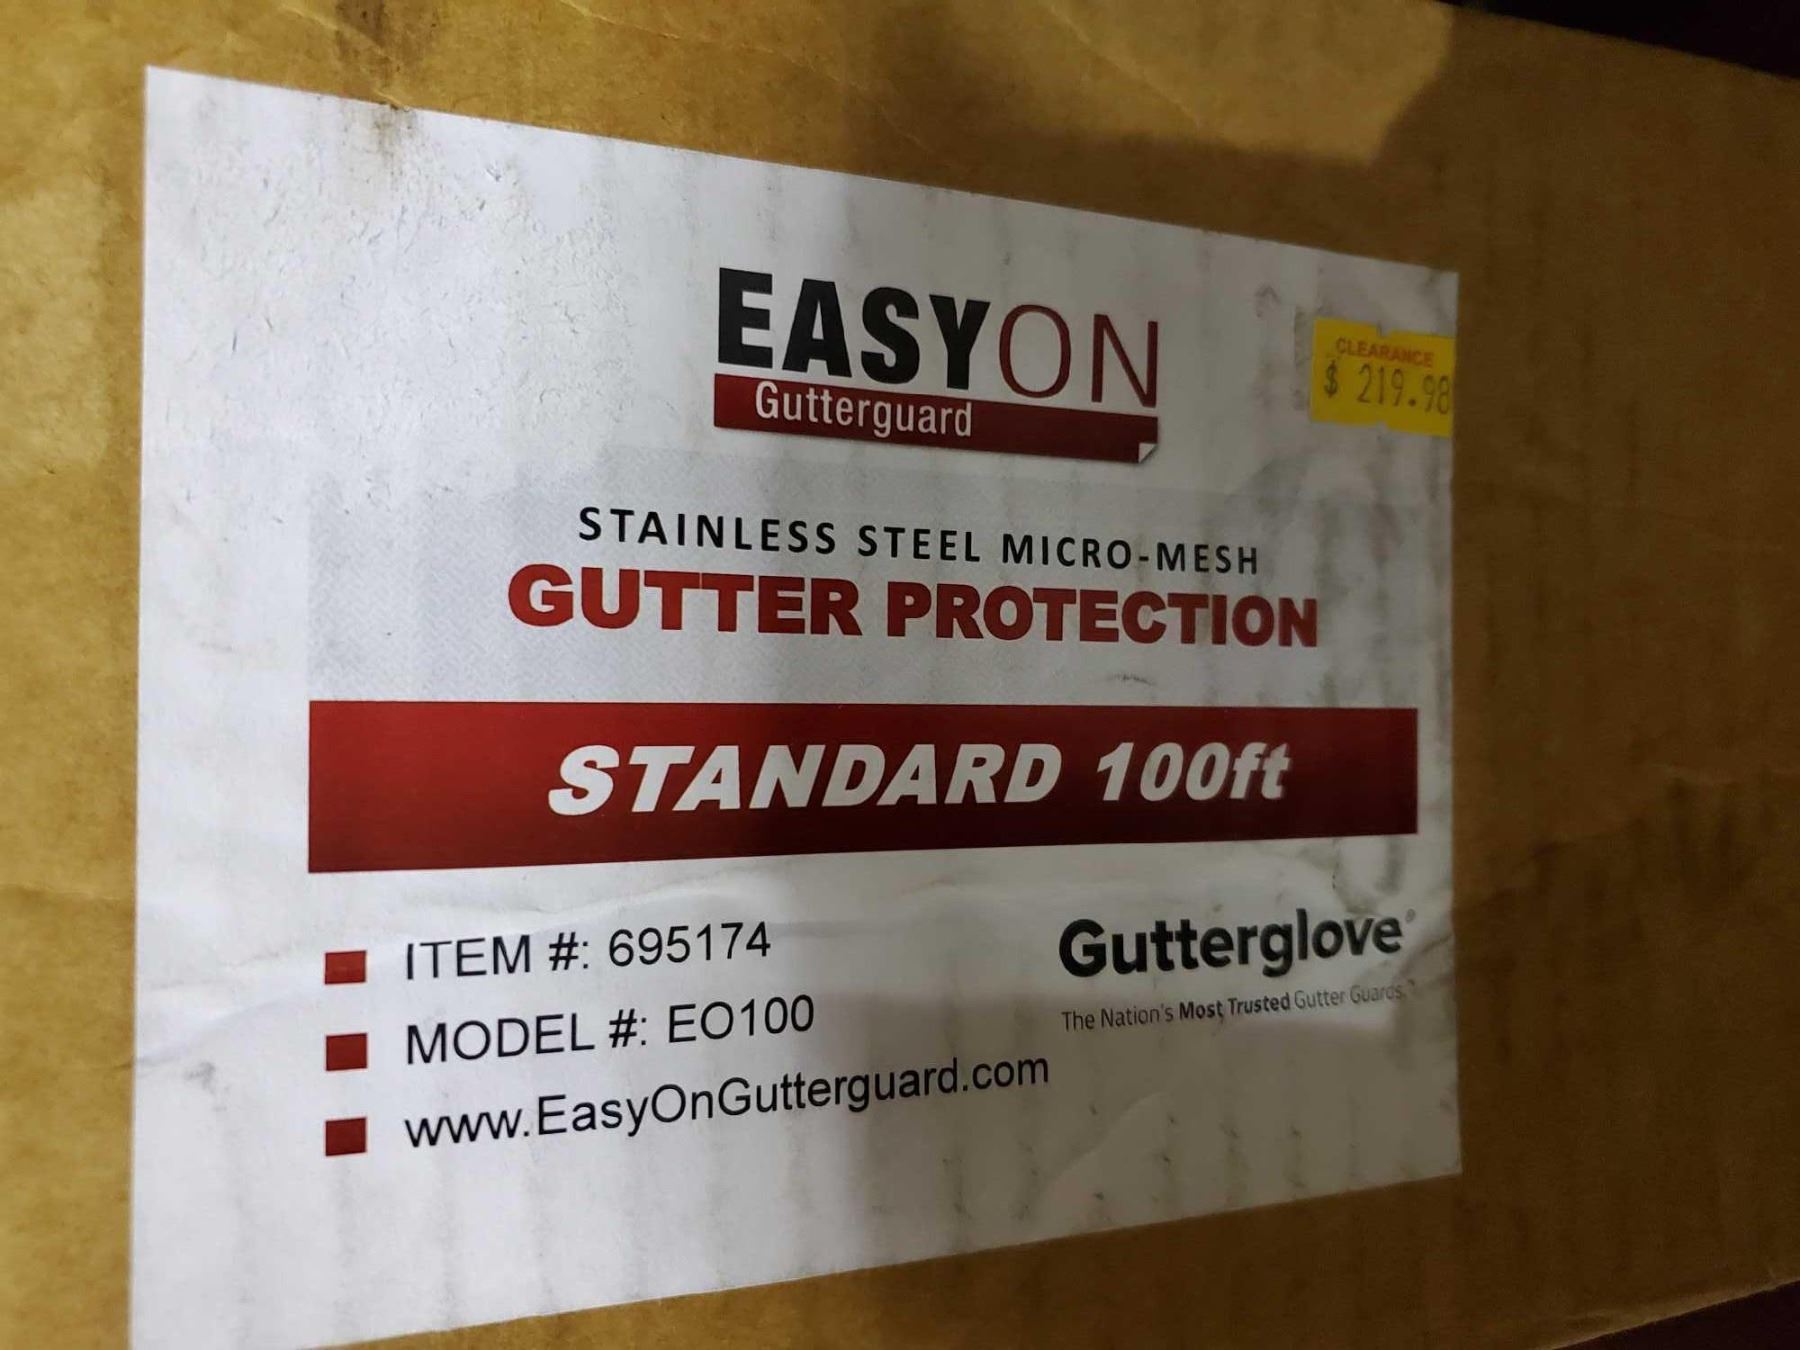 EASYON
Gutterguard
CLEARANCE
$ 219.98
STAINLESS STEEL MICRO-MESH
GUTTER PROTECTION
STANDARD 100ft
ITEM #: 695174
MODEL #: EO100
www.EasyOnGutterguard.com
Gutterglove®
The Nation's Most Trusted Gutter Guards.™